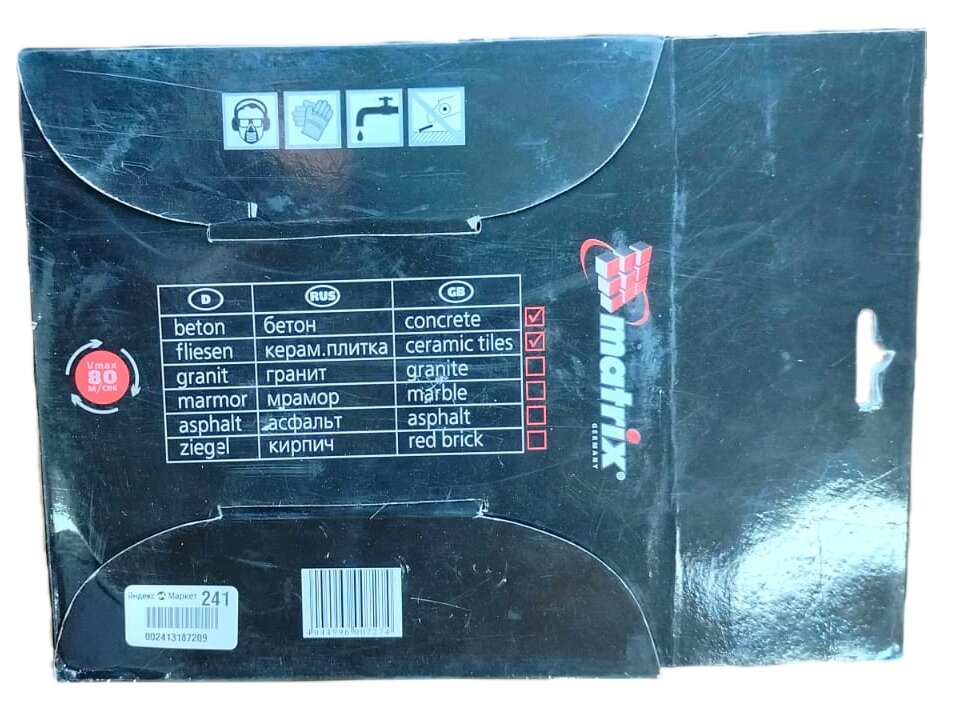 D RUS GB
beton бетон concrete
fliesen керам.плитка ceramic tiles
granit гранит granite
marmor мрамор marble
asphalt асфальт asphalt
ziegel кирпич red brick
Vmax
80
м/сек
matrix®
GERMANY
Яндекс Маркет 241
002413187209
4044996007274